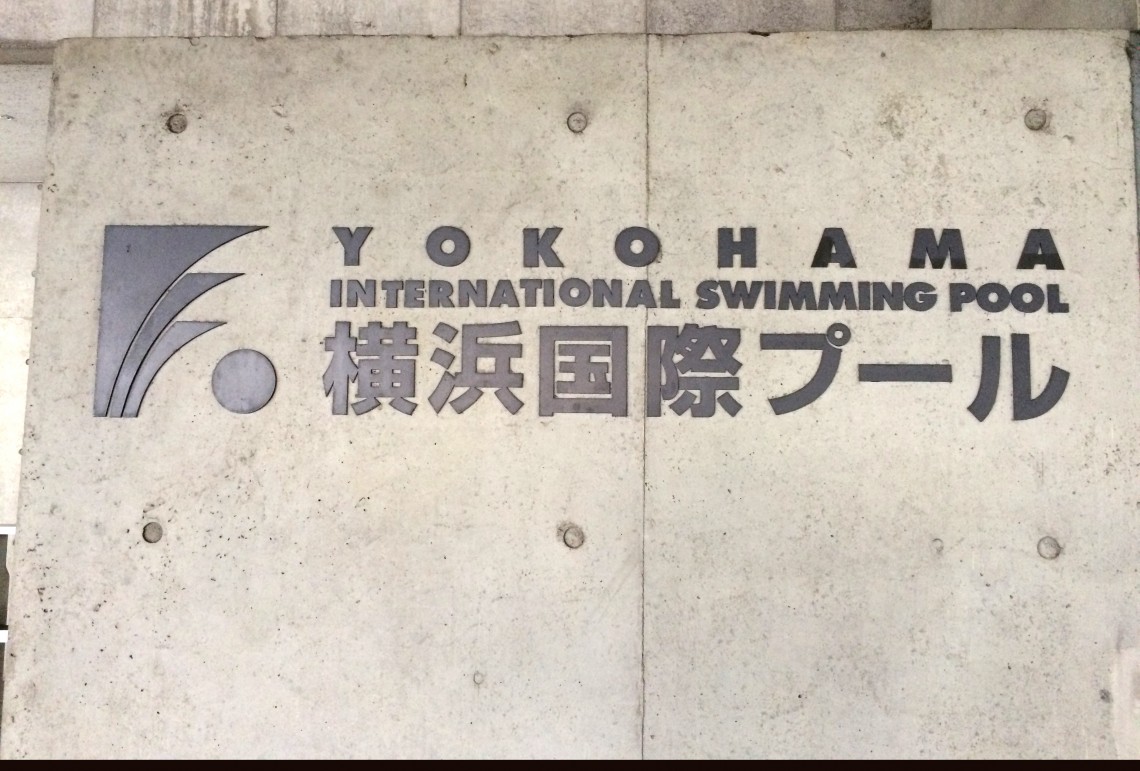 YOKOHAMA
INTERNATIONAL SWIMMING POOL
横浜国際プール